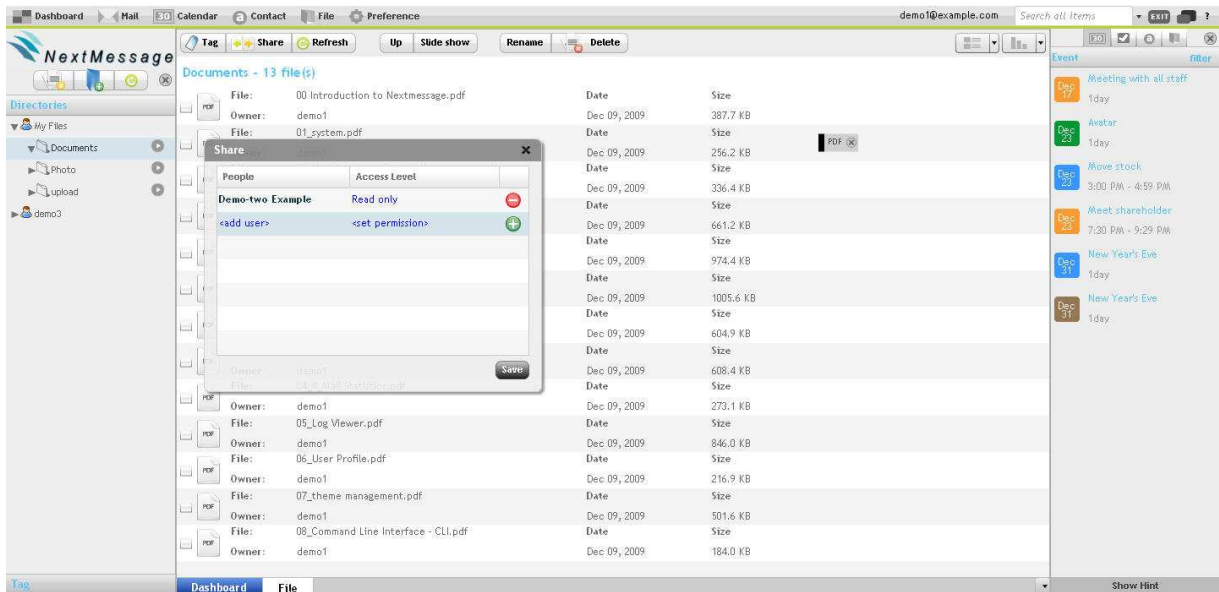 Dashboard Mail 30 Calendar Contact File Preference demo1@example.com Search all Items EXIT ?
NextMessage
Tag Share Refresh Up Slide show Rename Delete
30
Event filter
Documents - 13 file(s)
Directories
My Files
Documents
Photo
upload
demo3
PDF File: 00 Introduction to Nextmessage.pdf Date Size
Owner: demo1 Dec 09, 2009 387.7 KB
File: 01_system.pdf Date Size
Dec 09, 2009 256.2 KB
PDF
Date Size
Dec 09, 2009 336.4 KB
Date Size
Dec 09, 2009 661.2 KB
Date Size
Dec 09, 2009 974.4 KB
Date Size
Dec 09, 2009 1005.6 KB
Date Size
Dec 09, 2009 604.9 KB
Date Size
Owner: demo1 Dec 09, 2009 608.4 KB
PDF File: Date Size
Owner: demo1 Dec 09, 2009 273.1 KB
PDF File: 05_Log Viewer.pdf Date Size
Owner: demo1 Dec 09, 2009 846.0 KB
PDF File: 06_User Profile.pdf Date Size
Owner: demo1 Dec 09, 2009 216.9 KB
PDF File: 07_theme management.pdf Date Size
Owner: demo1 Dec 09, 2009 501.6 KB
PDF File: 08_Command Line Interface - CLI.pdf Date Size
Owner: demo1 Dec 09, 2009 184.0 KB
Share
People Access Level
Demo-two Example Read only
<add user> <set permission>
Save
Dec 17 Meeting with all staff
1day
Dec 23 Avatar
1day
Dec 23 Move stock
3:00 PM - 4:59 PM
Dec 23 Meet shareholder
7:30 PM - 9:29 PM
Dec 31 New Year's Eve
1day
Dec 31 New Year's Eve
1day
Tag
Dashboard File
Show Hint